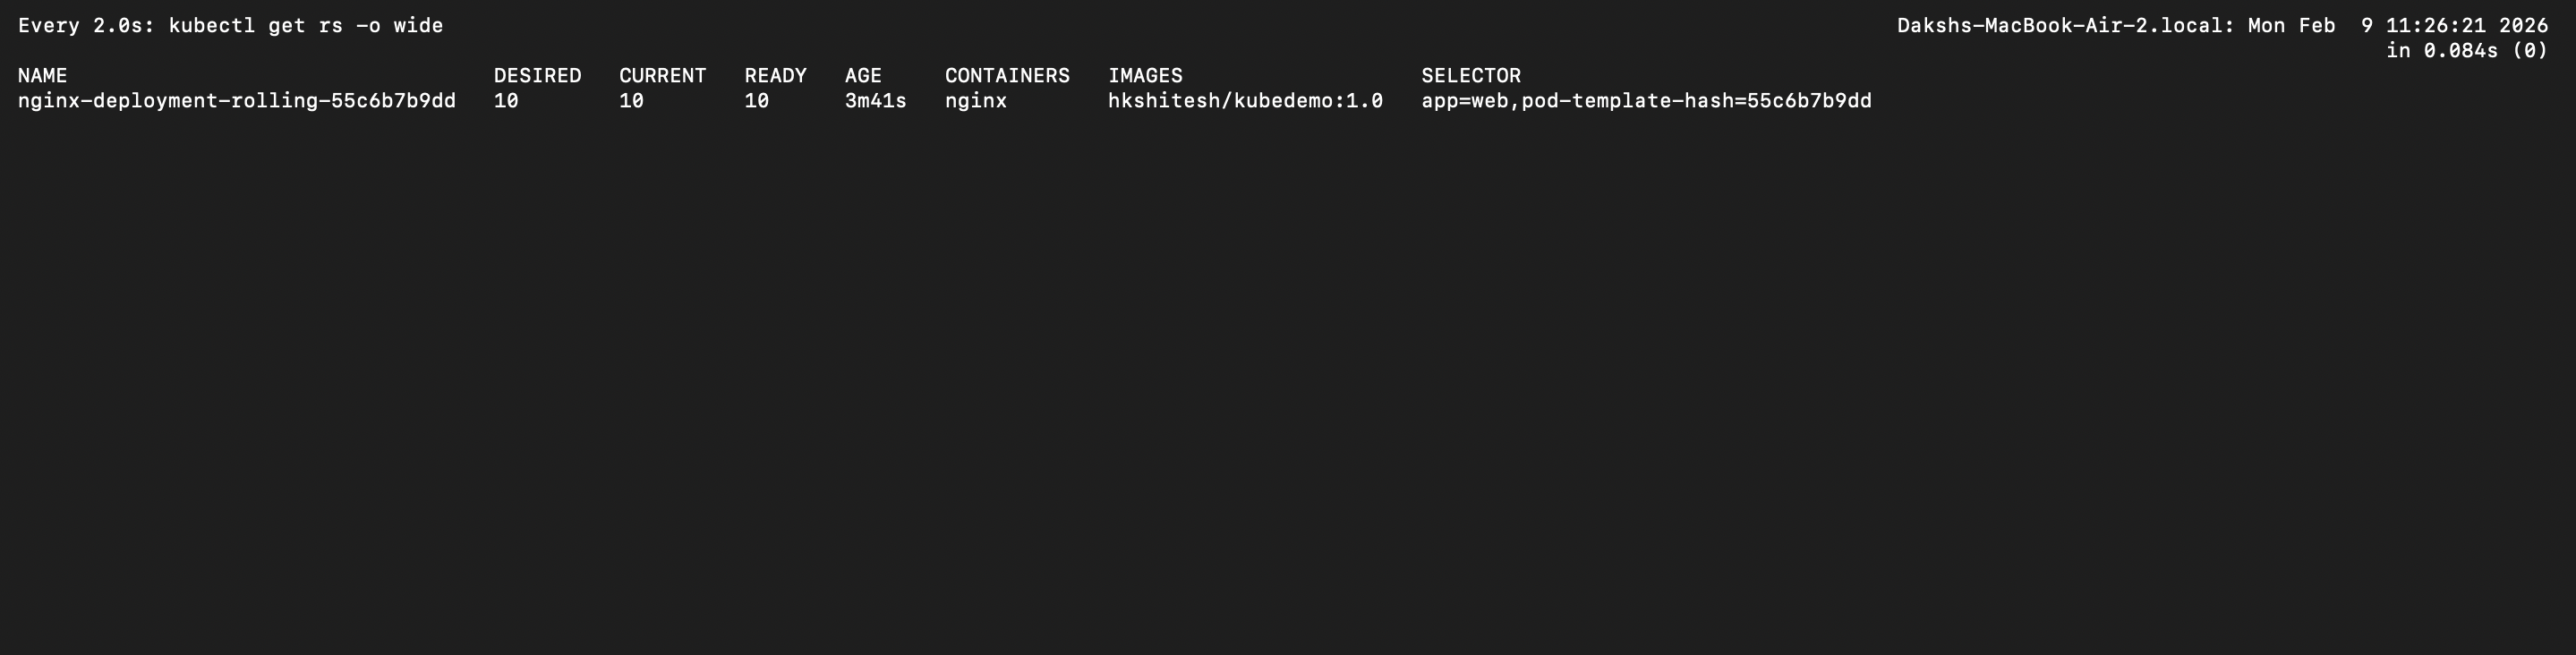 Every 2.0s: kubectl get rs -o wide Dakshs-MacBook-Air-2.local: Mon Feb  9 11:26:21 2026
in 0.084s (0)
NAME DESIRED CURRENT READY AGE CONTAINERS IMAGES SELECTOR
nginx-deployment-rolling-55c6b7b9dd 10 10 10 3m41s nginx hkshitesh/kubedemo:1.0 app=web,pod-template-hash=55c6b7b9dd